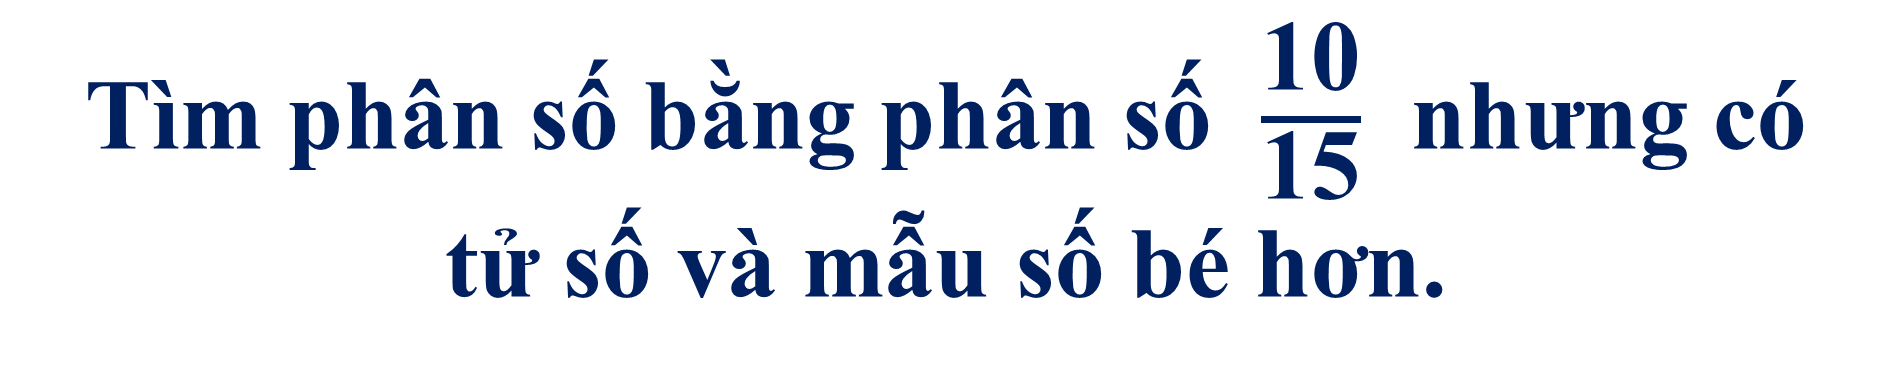 Tìm phân số bằng phân số 10/15 nhưng có
tử số và mẫu số bé hơn.